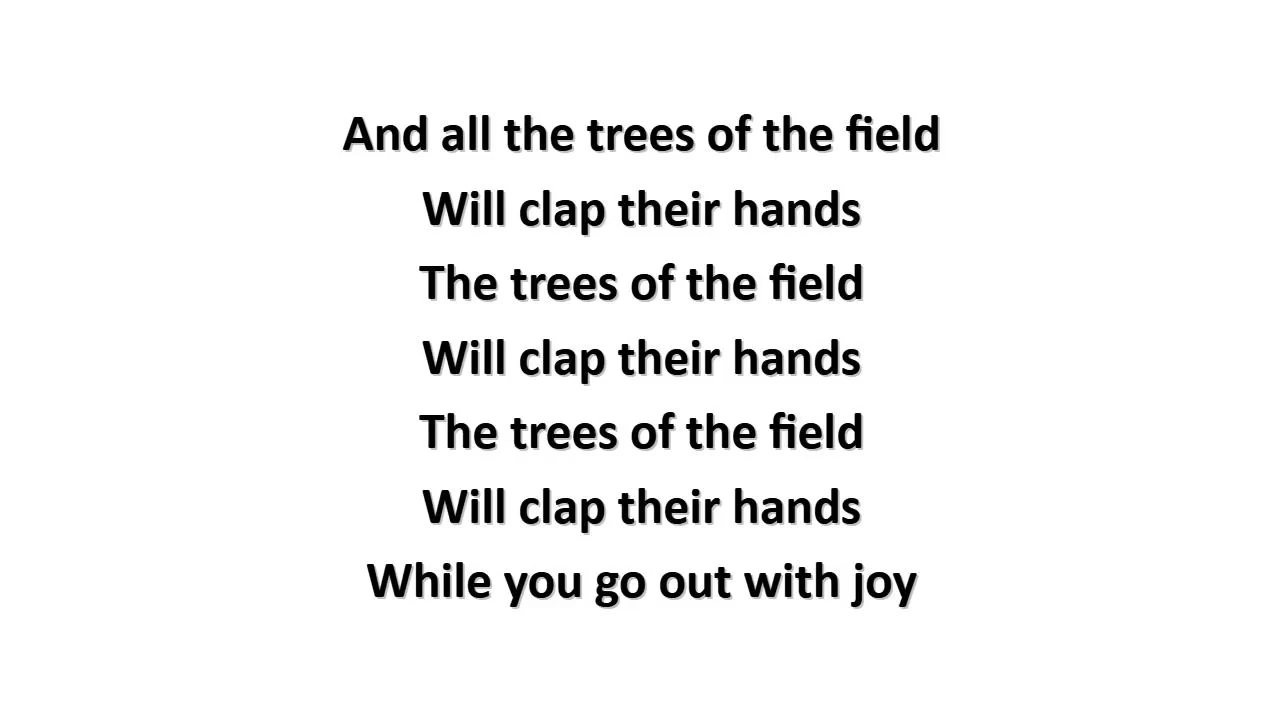 And all the trees of the field
Will clap their hands
The trees of the field
Will clap their hands
The trees of the field
Will clap their hands
While you go out with joy